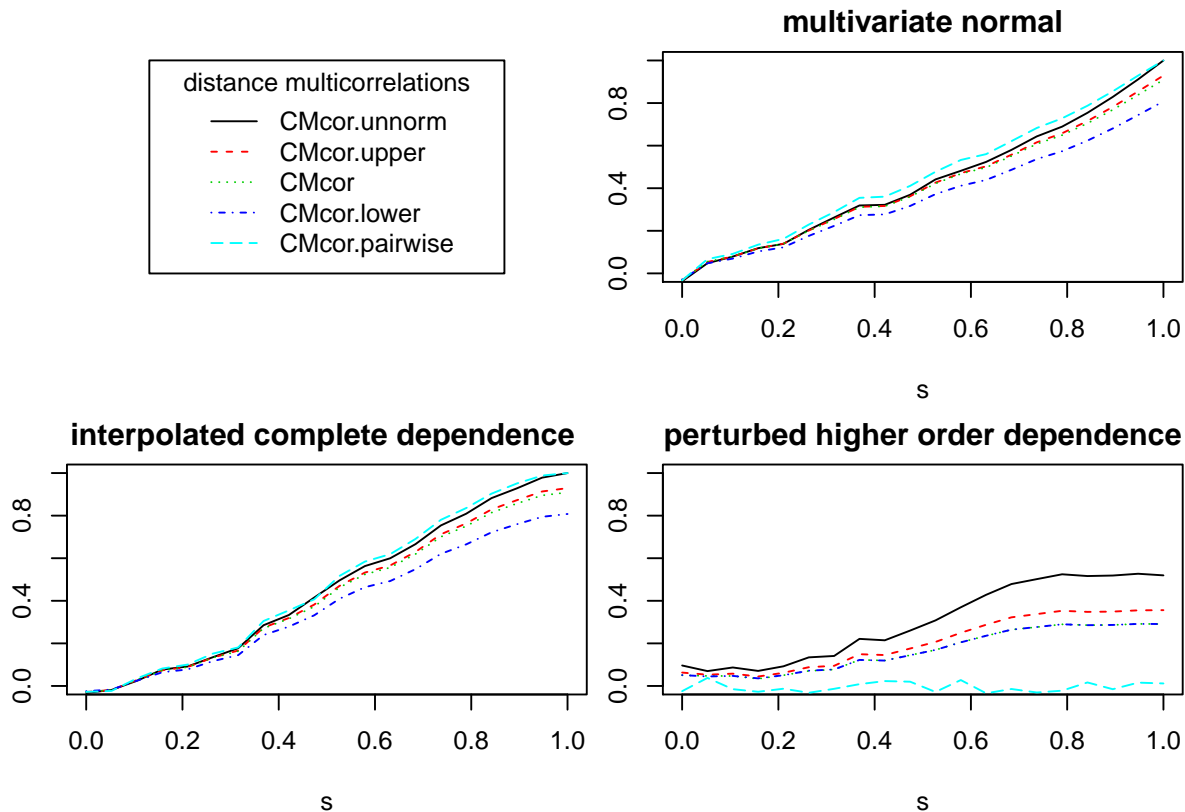 distance multicorrelations
CMcor.unnorm
CMcor.upper
CMcor
CMcor.lower
CMcor.pairwise
multivariate normal
0.8
0.4
0.0
0.0 0.2 0.4 0.6 0.8 1.0
s
interpolated complete dependence
0.8
0.4
0.0
0.0 0.2 0.4 0.6 0.8 1.0
s
perturbed higher order dependence
0.8
0.4
0.0
0.0 0.2 0.4 0.6 0.8 1.0
s